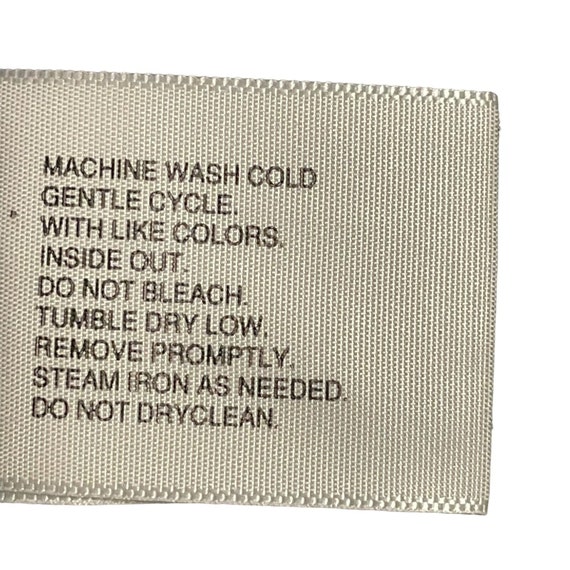 MACHINE WASH COLD
GENTLE CYCLE.
WITH LIKE COLORS.
INSIDE OUT.
DO NOT BLEACH.
TUMBLE DRY LOW.
REMOVE PROMPTLY.
STEAM IRON AS NEEDED.
DO NOT DRYCLEAN.